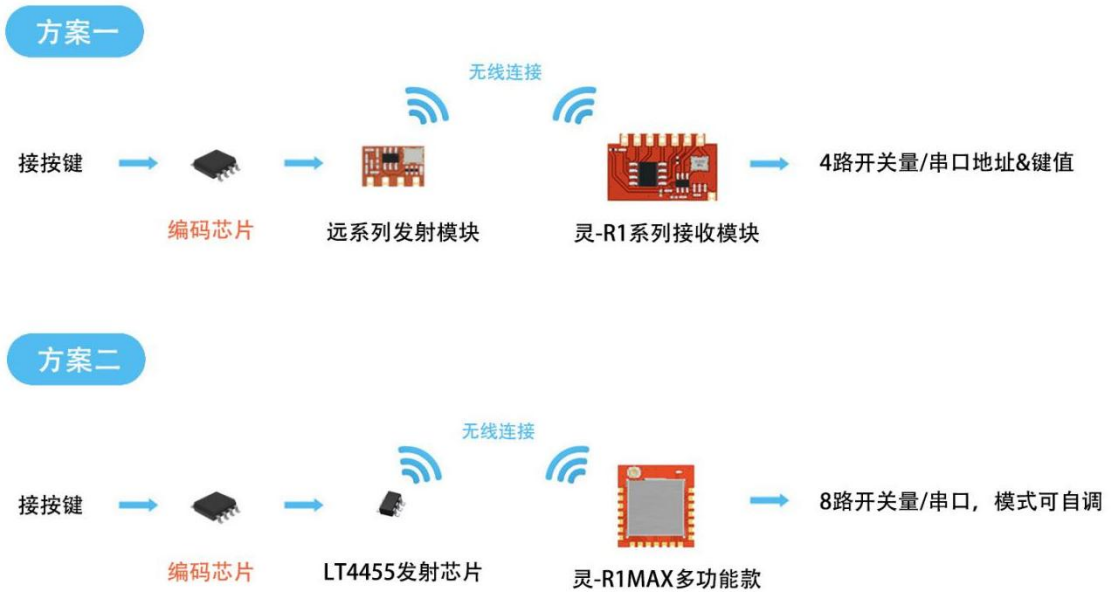 方案一
无线连接
接按键
4路开关量/串口地址&键值
编码芯片
远系列发射模块
灵-R1系列接收模块
方案二
无线连接
接按键
8路开关量/串口，模式可自调
编码芯片
LT4455发射芯片
灵-R1MAX多功能款